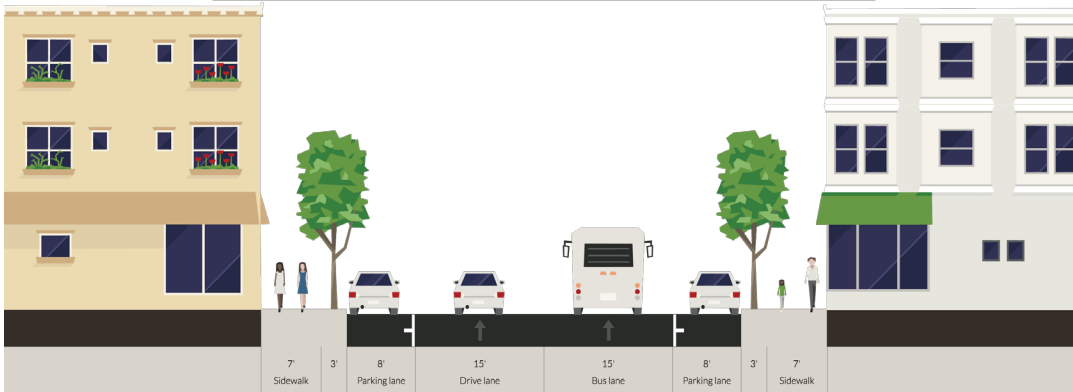 7' 3' 8' 15' 15' 8' 3' 7'
Sidewalk Parking lane Drive lane Bus lane Parking lane Sidewalk